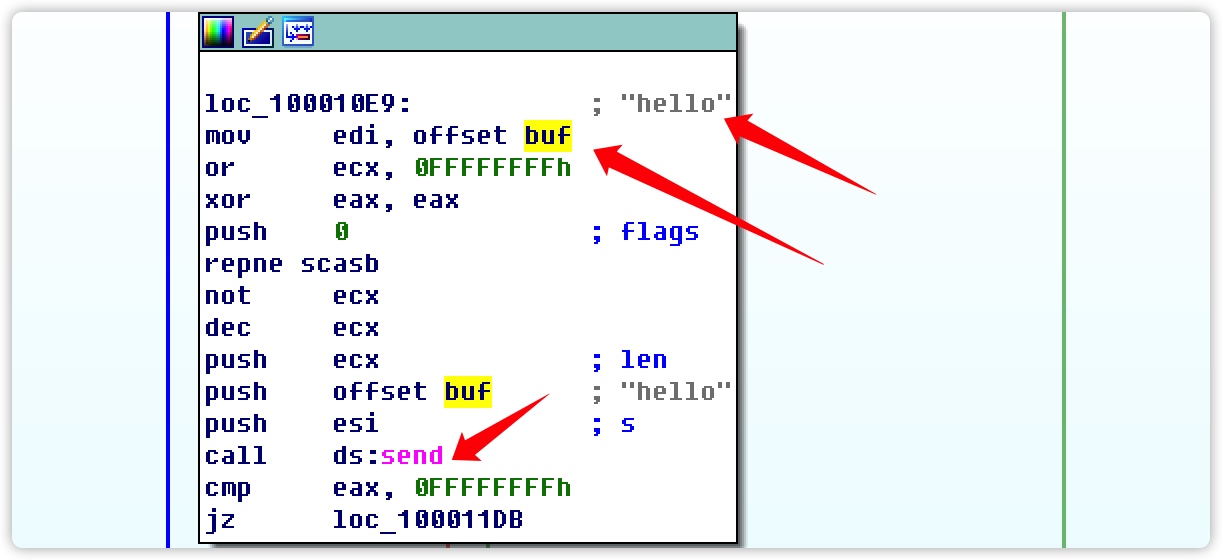 loc_100010E9: ; "hello"
mov edi, offset buf
or ecx, 0FFFFFFFFh
xor eax, eax
push 0 ; flags
repne scasb
not ecx
dec ecx
push ecx ; len
push offset buf ; "hello"
push esi ; s
call ds:send
cmp eax, 0FFFFFFFFh
jz loc_100011DB